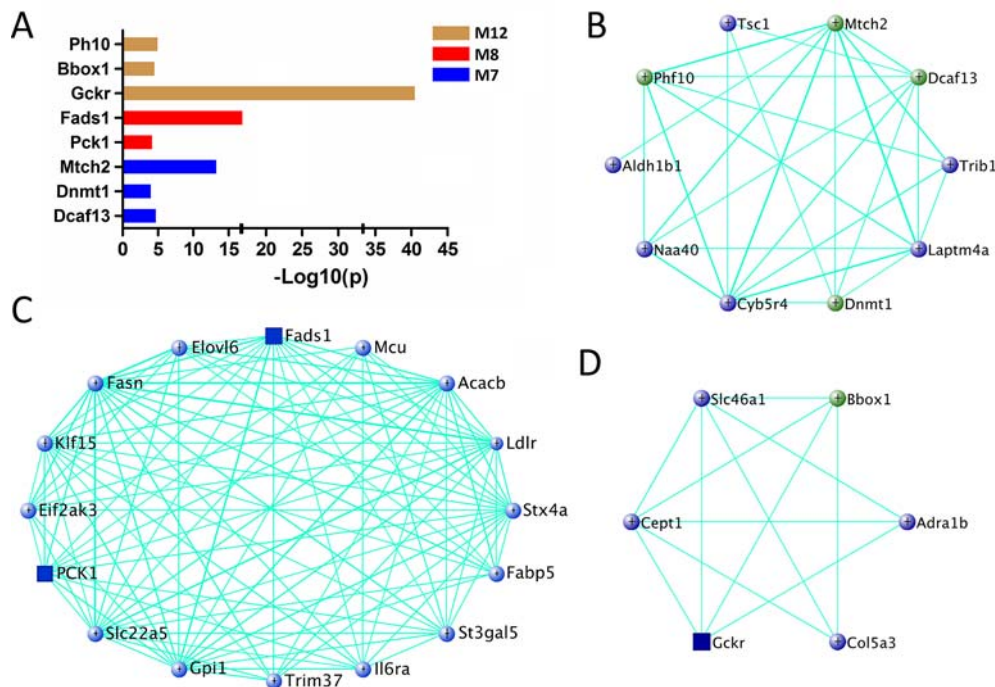 A
Ph10
Bbox1
Gckr
Fads1
Pck1
Mtch2
Dnmt1
Dcaf13
0 5 10 15 20 25 30 35 40 45
-Log10(p)
M12
M8
M7
B
Tsc1
Mtch2
Phf10
Dcaf13
Aldh1b1
Trib1
Naa40
Laptm4a
Cyb5r4
Dnmt1
C
Fads1
Elovl6
Mcu
Fasn
Acacb
Klf15
Ldlr
Eif2ak3
Stx4a
PCK1
Fabp5
Slc22a5
St3gal5
Gpi1
Il6ra
Trim37
D
Slc46a1
Bbox1
Cept1
Adra1b
Gckr
Col5a3